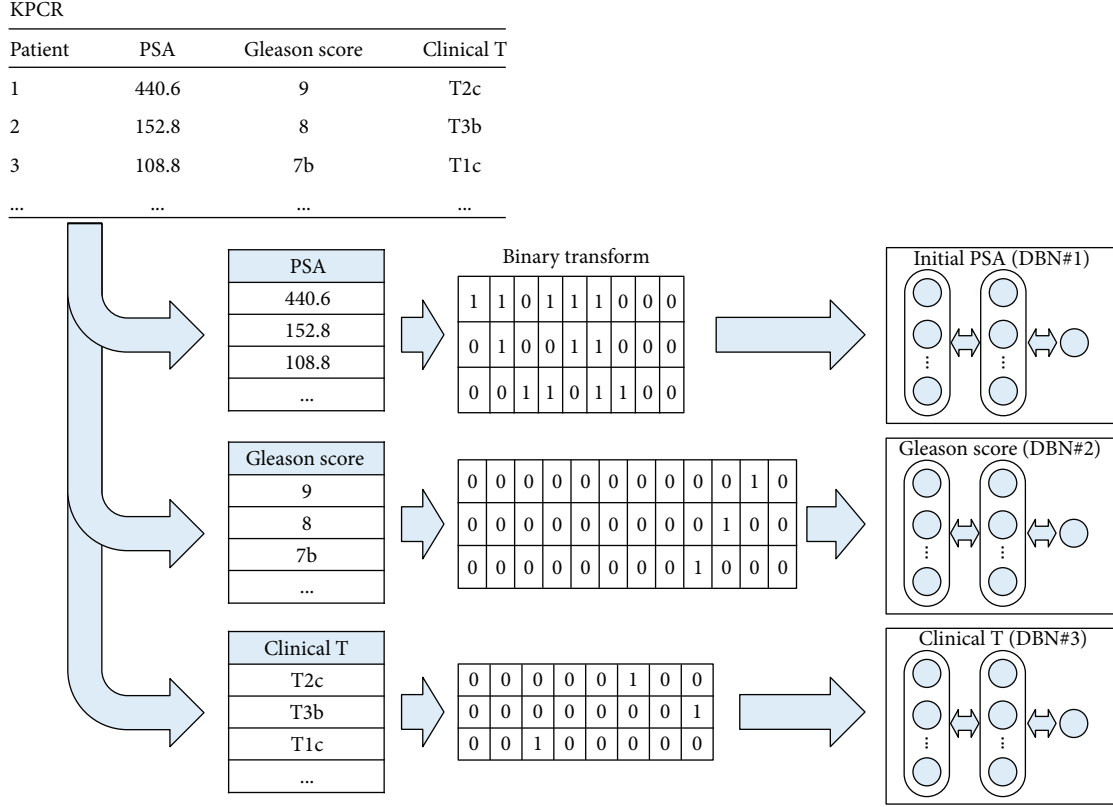 KPCR
Patient PSA Gleason score Clinical T
1 440.6 9 T2c
2 152.8 8 T3b
3 108.8 7b T1c
... ... ... ...
PSA
440.6
152.8
108.8
...
Binary transform
1 1 0 1 1 1 0 0 0
0 1 0 0 1 1 0 0 0
0 0 1 1 0 1 1 0 0
Initial PSA (DBN#1)
... ...
Gleason score
9
8
7b
...
0 0 0 0 0 0 0 0 0 0 1 0
0 0 0 0 0 0 0 0 0 1 0 0
0 0 0 0 0 0 0 0 1 0 0 0
Gleason score (DBN#2)
... ...
Clinical T
T2c
T3b
T1c
...
0 0 0 0 0 1 0 0
0 0 0 0 0 0 0 1
0 0 1 0 0 0 0 0
Clinical T (DBN#3)
... ...